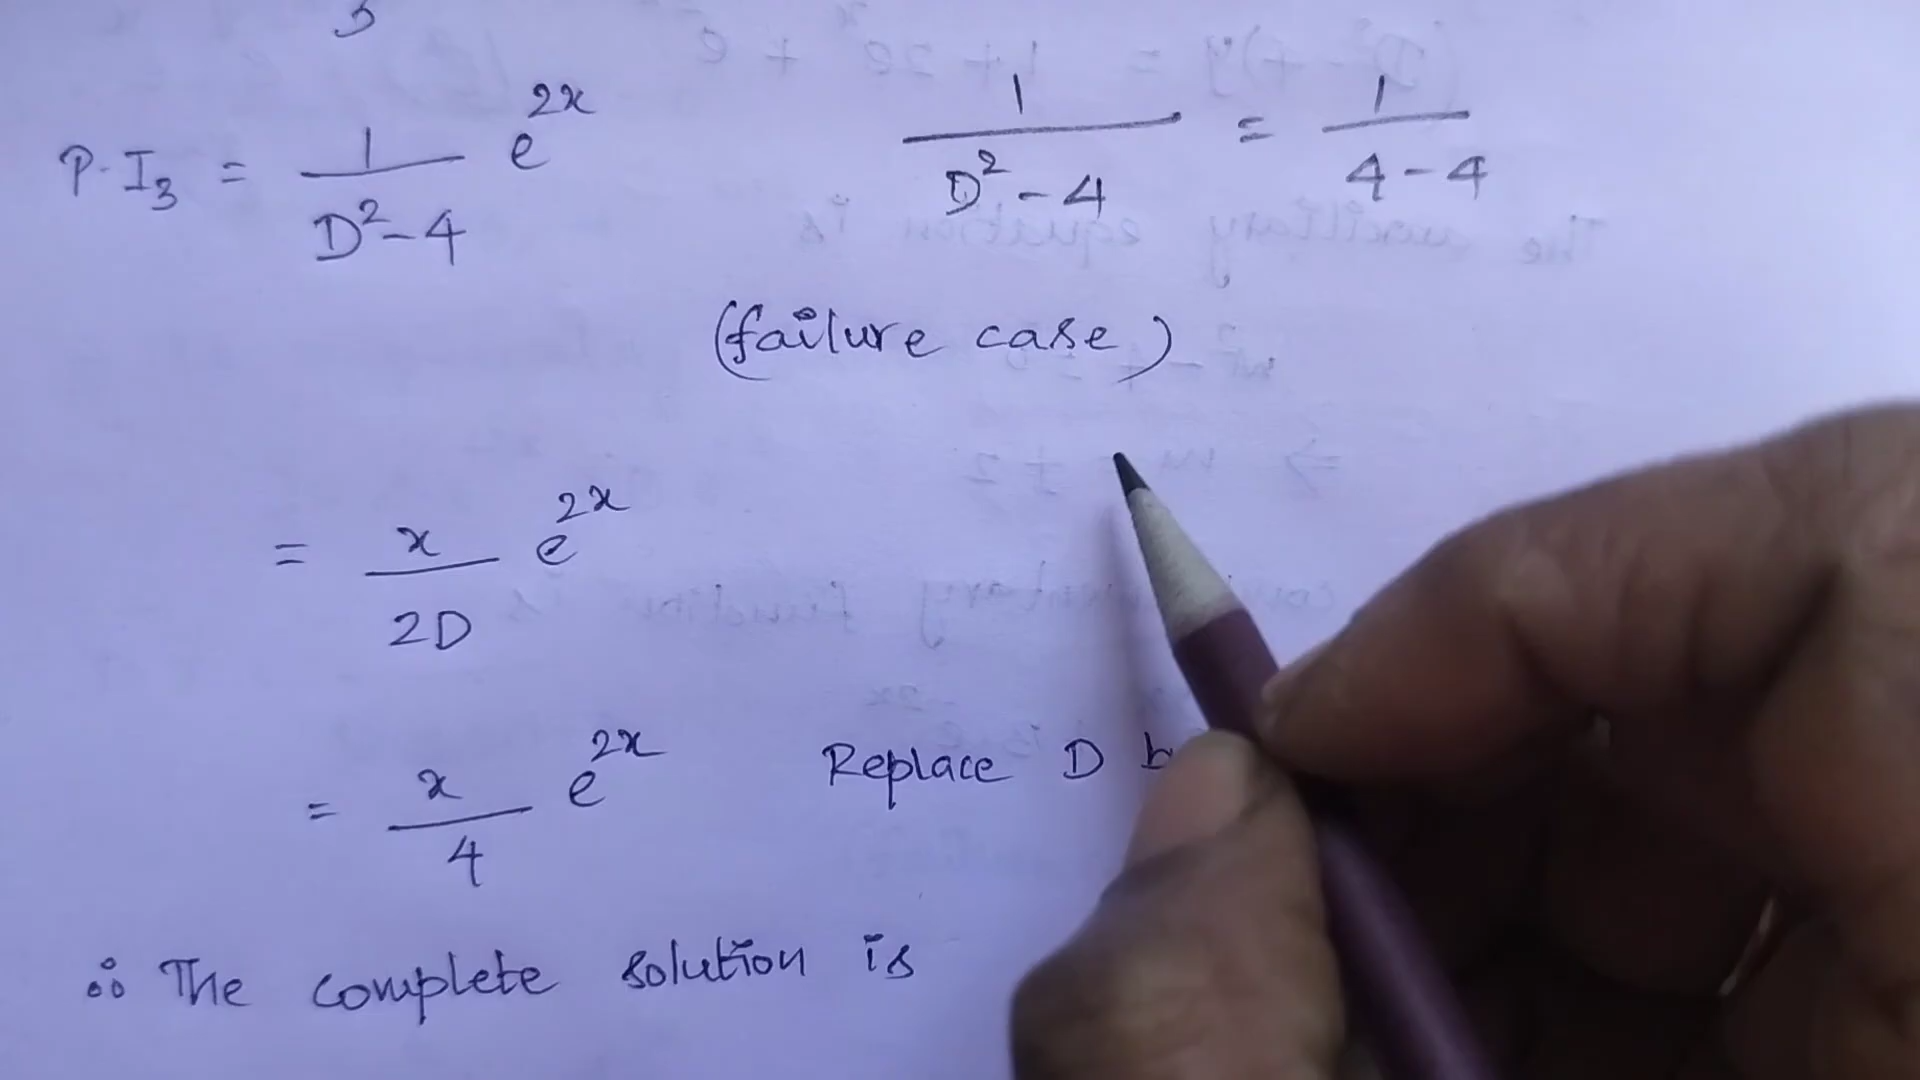 P.I₃ = 1/(D²-4) e^2x    1/(D²-4) = 1/(4-4)
(failure case)
= x/2D e^2x
= x/4 e^2x    Replace D
∴ The complete solution is